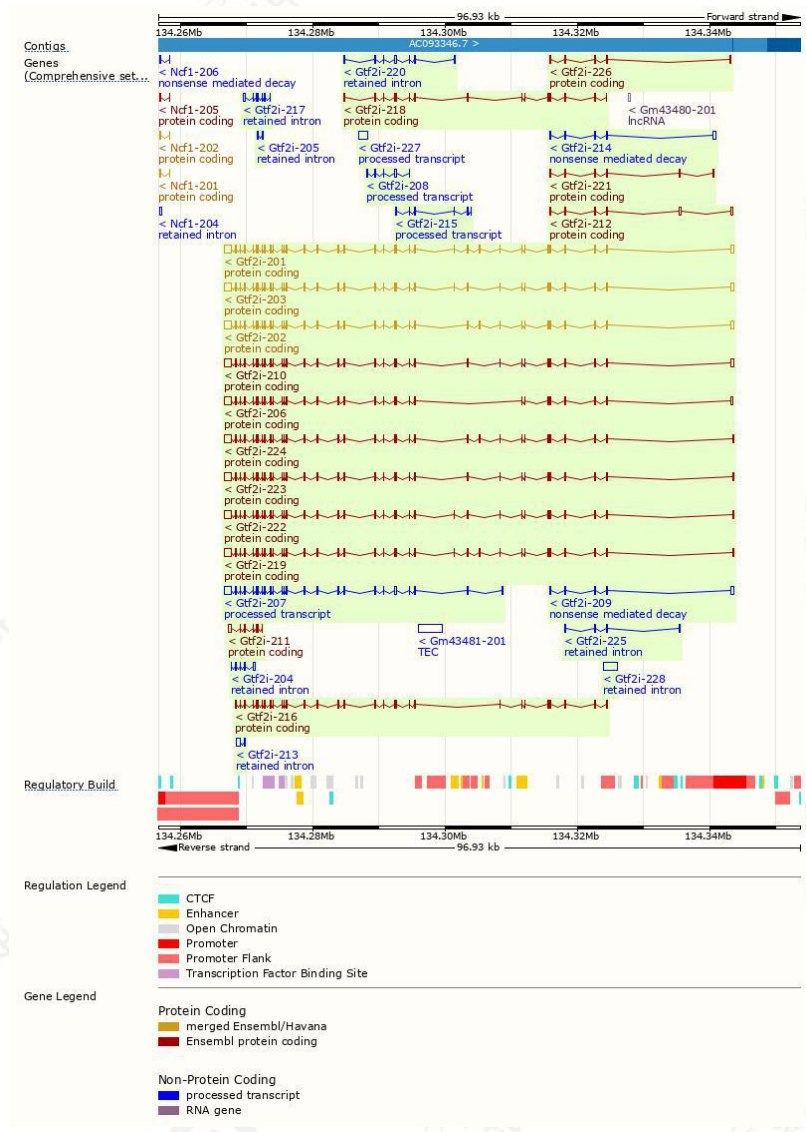 96.93 kb Forward strand
134.26Mb 134.28Mb 134.30Mb 134.32Mb 134.34Mb
Contigs AC093346.7 >
Genes
(Comprehensive set...
< Ncf1-206 < Gtf2i-220 < Gtf2i-226
nonsense mediated decay retained intron protein coding
< Ncf1-205 < Gtf2i-217 < Gtf2i-218 < Gm43480-201
protein coding retained intron protein coding lncRNA
< Ncf1-202 < Gtf2i-205 < Gtf2i-227 < Gtf2i-214
protein coding retained intron processed transcript nonsense mediated decay
< Ncf1-201 < Gtf2i-208 < Gtf2i-221
protein coding processed transcript protein coding
< Ncf1-204 < Gtf2i-215 < Gtf2i-212
retained intron processed transcript protein coding
< Gtf2i-201
protein coding
< Gtf2i-203
protein coding
< Gtf2i-202
protein coding
< Gtf2i-210
protein coding
< Gtf2i-206
protein coding
< Gtf2i-224
protein coding
< Gtf2i-223
protein coding
< Gtf2i-222
protein coding
< Gtf2i-219
protein coding
< Gtf2i-207 < Gtf2i-209
processed transcript nonsense mediated decay
< Gtf2i-211 < Gm43481-201 < Gtf2i-225
protein coding TEC retained intron
< Gtf2i-204 < Gtf2i-228
retained intron retained intron
< Gtf2i-216
protein coding
< Gtf2i-213
retained intron
Regulatory Build
134.26Mb 134.28Mb 134.30Mb 134.32Mb 134.34Mb
Reverse strand 96.93 kb
Regulation Legend
CTCF
Enhancer
Open Chromatin
Promoter
Promoter Flank
Transcription Factor Binding Site
Gene Legend
Protein Coding
merged Ensembl/Havana
Ensembl protein coding
Non-Protein Coding
processed transcript
RNA gene